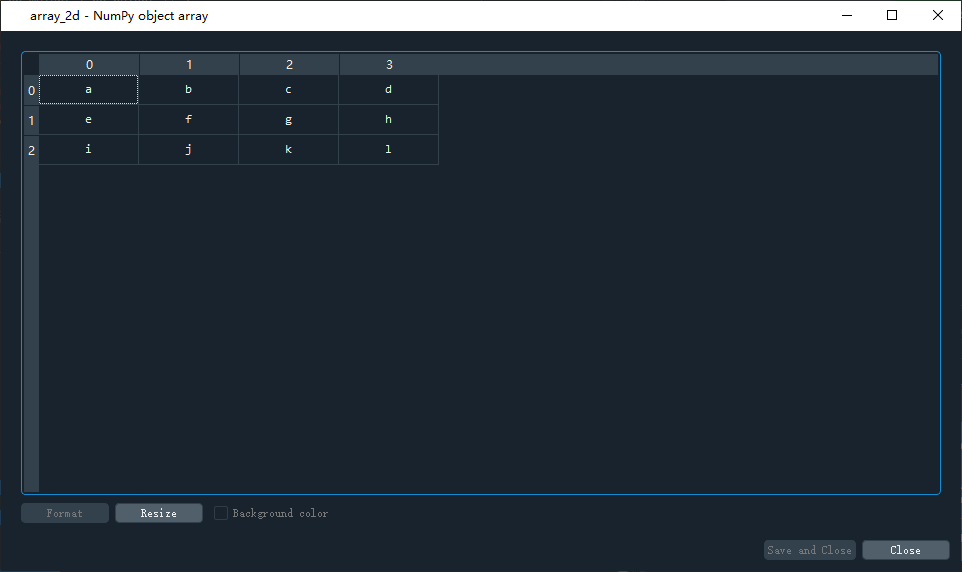 array_2d - NumPy object array
0 1 2 3
0 a b c d
1 e f g h
2 i j k l
Format Resize Background color
Save and Close Close